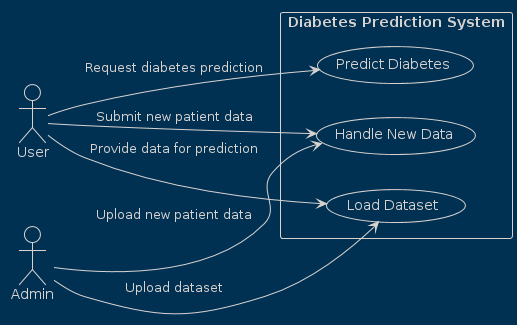 Diabetes Prediction System
Request diabetes prediction
Predict Diabetes
Submit new patient data
Handle New Data
User
Provide data for prediction
Load Dataset
Upload new patient data
Admin
Upload dataset